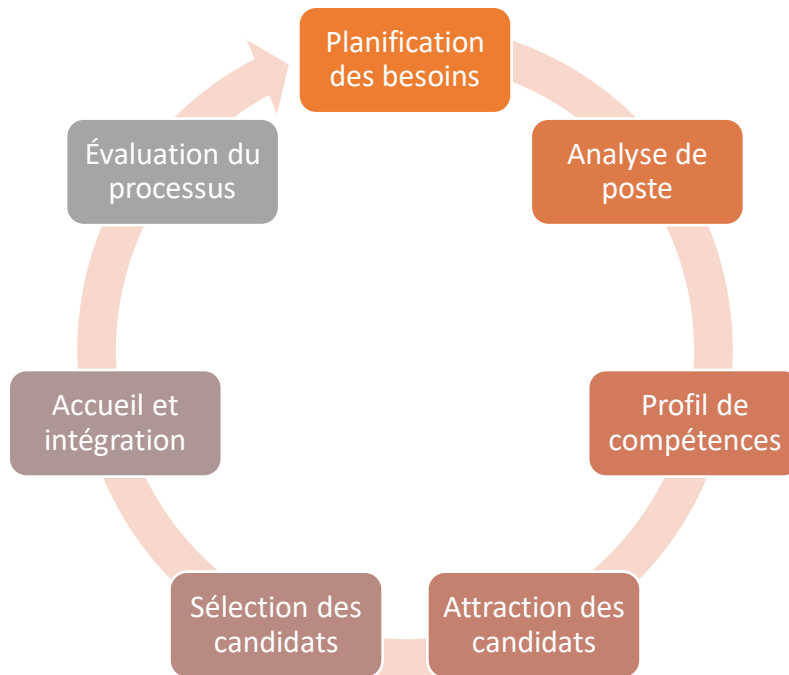 Planification
des besoins
Analyse de
poste
Profil de
compétences
Attraction des
candidats
Sélection des
candidats
Accueil et
intégration
Évaluation du
processus